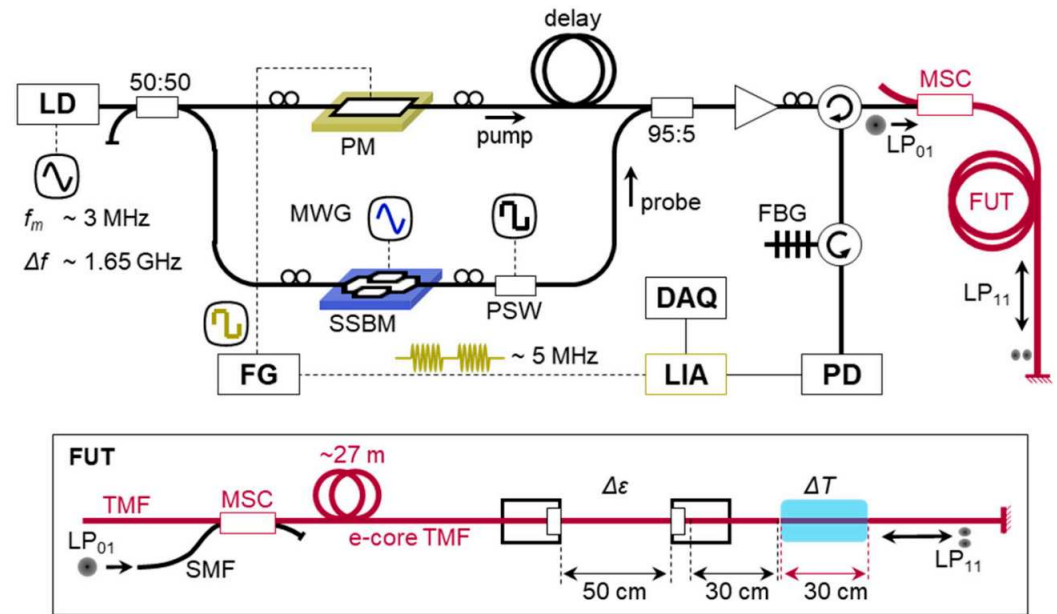 delay
LD
50:50
PM
pump
95:5
MSC
LP01
f_m ~ 3 MHz
Δf ~ 1.65 GHz
MWG
probe
FBG
FUT
SSBM
PSW
LP11
DAQ
FG
~ 5 MHz
LIA
PD
FUT
~27 m
TMF
MSC
Δε
ΔT
e-core TMF
LP01
SMF
LP11
50 cm
30 cm
30 cm